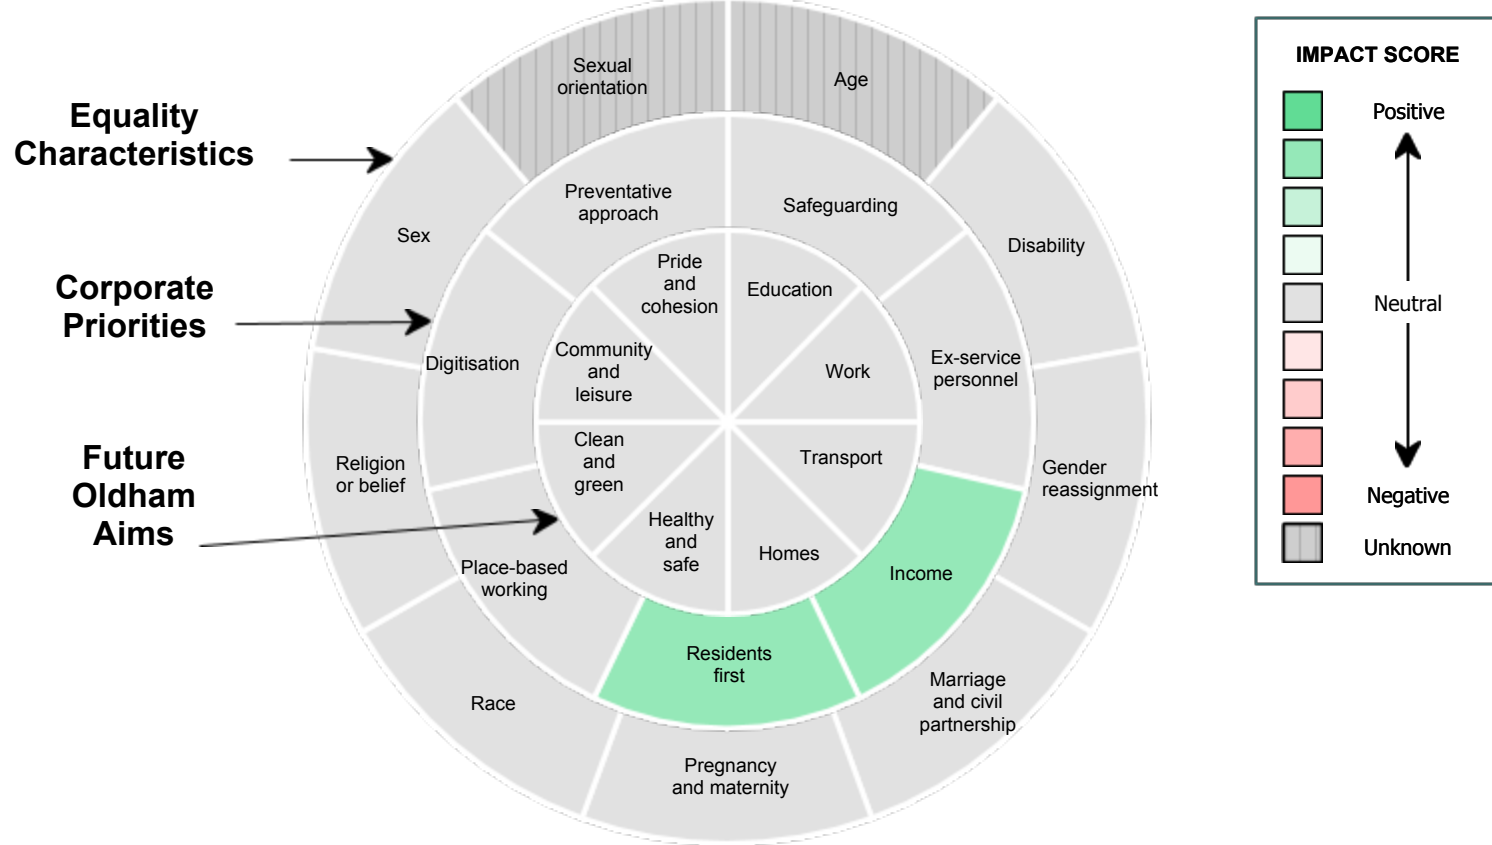 Equality
Characteristics
Corporate
Priorities
Future
Oldham
Aims
Sexual
orientation
Age
Sex
Disability
Religion
or belief
Gender
reassignment
Race
Marriage
and civil
partnership
Pregnancy
and maternity
Preventative
approach
Safeguarding
Digitisation
Ex-service
personnel
Place-based
working
Income
Residents
first
Pride
and
cohesion
Education
Community
and
leisure
Work
Clean
and
green
Transport
Healthy
and
safe
Homes
IMPACT SCORE
Positive
Neutral
Negative
Unknown